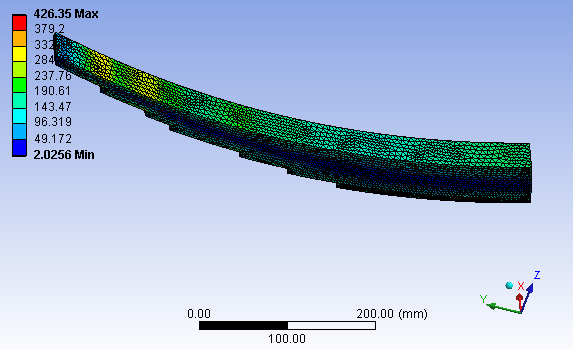 426.35 Max
379.2
237.76
190.61
143.47
96.319
49.172
2.0256 Min
0.00
200.00 (mm)
100.00
X
Y
Z